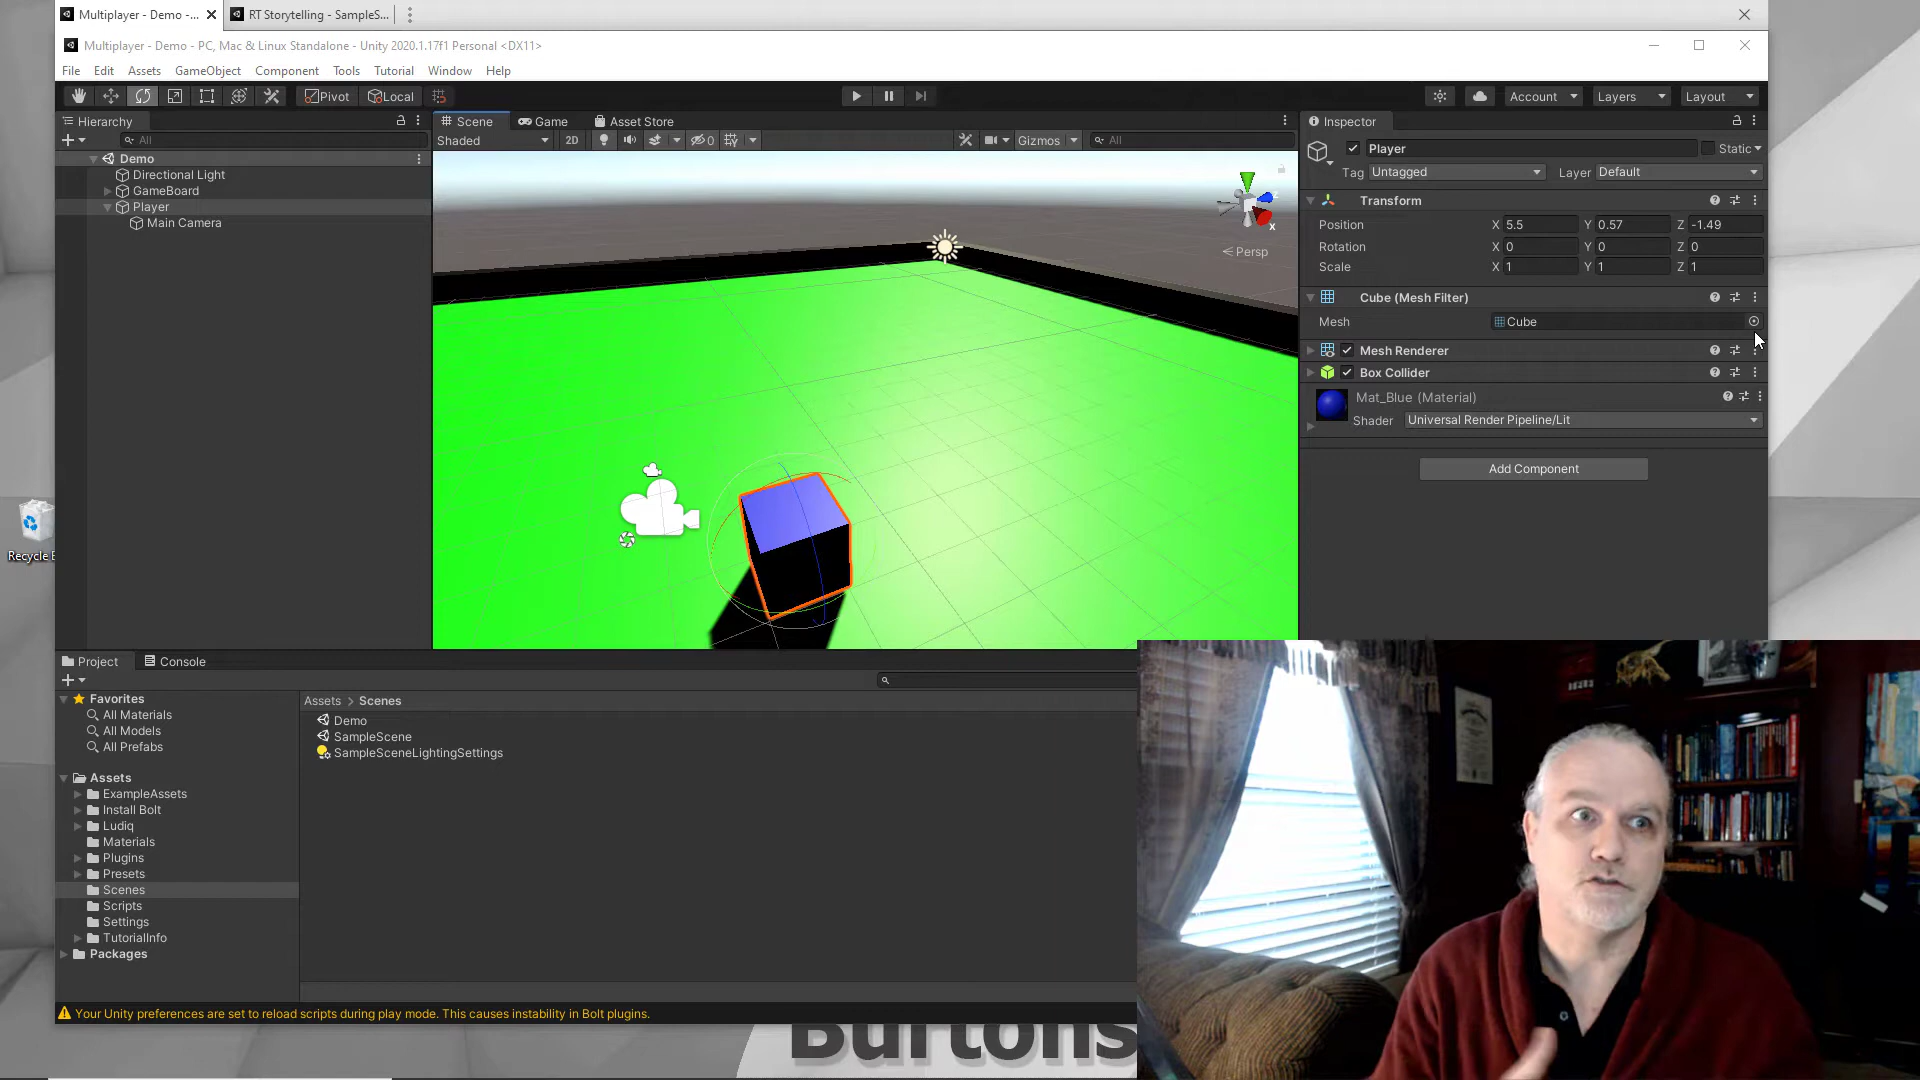 Multiplayer - Demo -...
RT Storytelling - SampleS...
Multiplayer - Demo - PC, Mac & Linux Standalone - Unity 2020.1.17f1 Personal <DX11>
File Edit Assets GameObject Component Tools Tutorial Window Help
Pivot Local Account Layers Layout
Hierarchy
All
Demo
Directional Light
GameBoard
Player
Main Camera
Scene Game Asset Store
Shaded 2D 0 Gizmos All
x
< Persp
Inspector
Player Static
Tag Untagged Layer Default
Transform
Position X 5.5 Y 0.57 Z -1.49
Rotation X 0 Y 0 Z 0
Scale X 1 Y 1 Z 1
Cube (Mesh Filter)
Mesh Cube
Mesh Renderer
Box Collider
Mat_Blue (Material)
Shader Universal Render Pipeline/Lit
Add Component
Recycle
Project Console
Favorites
All Materials
All Models
All Prefabs
Assets
ExampleAssets
Install Bolt
Ludiq
Materials
Plugins
Presets
Scenes
Scripts
Settings
TutorialInfo
Packages
Assets > Scenes
Demo
SampleScene
SampleSceneLightingSettings
Your Unity preferences are set to reload scripts during play mode. This causes instability in Bolt plugins.
Burtons